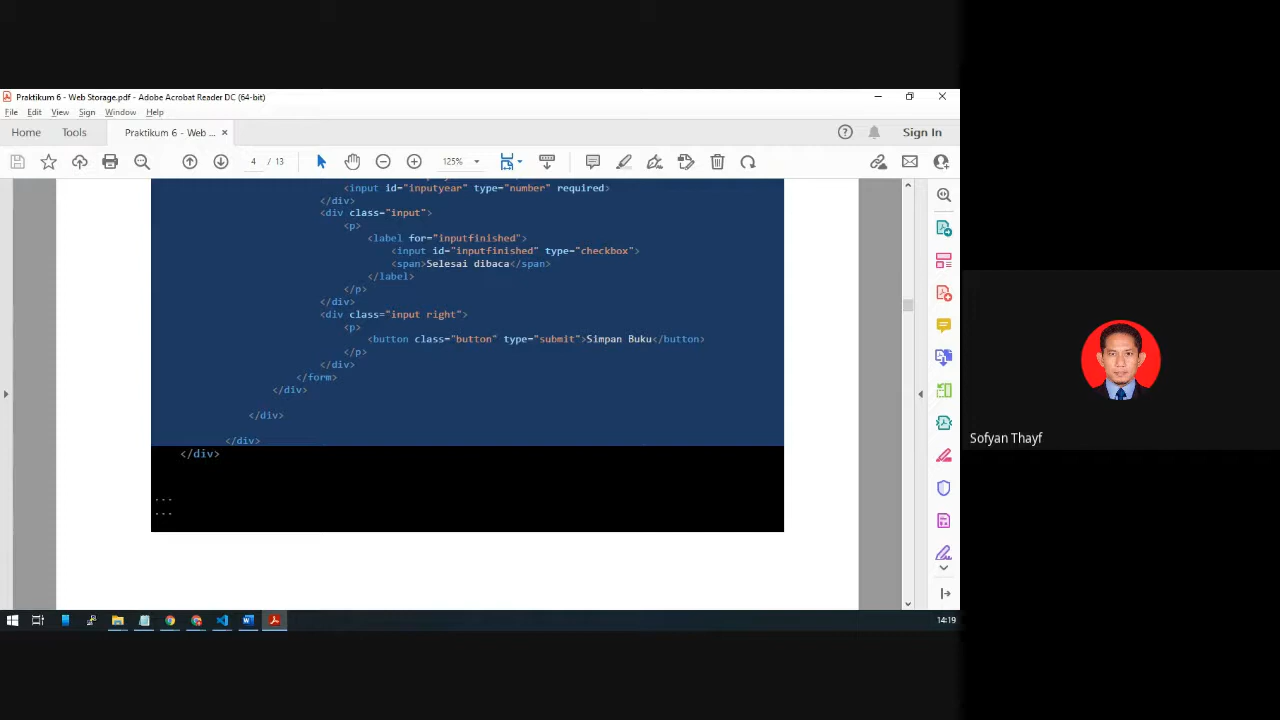 Praktikum 6 - Web Storage.pdf - Adobe Acrobat Reader DC (64-bit)
File Edit View Sign Window Help
Home Tools Praktikum 6 - Web ... × Sign In
4 / 13 125%
<input id="inputyear" type="number" required>
</div>
<div class="input">
<p>
<label for="inputfinished">
<input id="inputfinished" type="checkbox">
<span>Selesai dibaca</span>
</label>
</p>
</div>
<div class="input right">
<p>
<button class="button" type="submit">Simpan Buku</button>
</p>
</div>
</form>
</div>
</div>
</div>
</div>
...
...
Sofyan Thayf
14:19